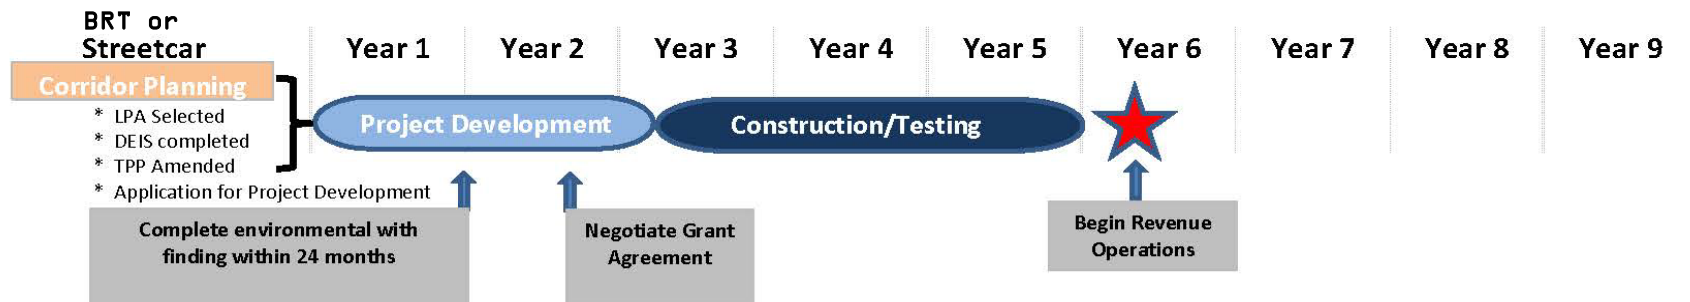 BRT or
Streetcar
Year 1
Year 2
Year 3
Year 4
Year 5
Year 6
Year 7
Year 8
Year 9
Corridor Planning
* LPA Selected
* DEIS completed
* TPP Amended
* Application for Project Development
Project Development
Construction/Testing
Complete environmental with
finding within 24 months
Negotiate Grant
Agreement
Begin Revenue
Operations